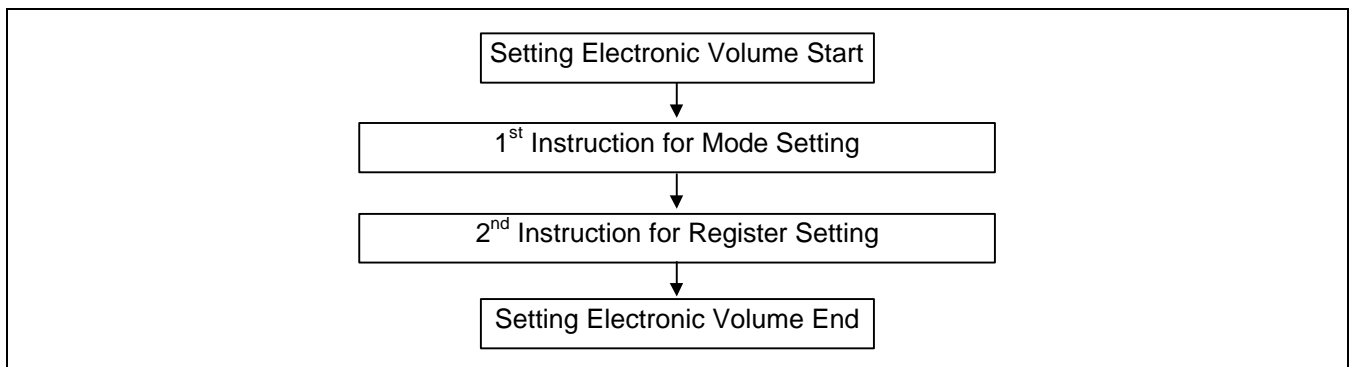 Setting Electronic Volume Start
1st Instruction for Mode Setting
2nd Instruction for Register Setting
Setting Electronic Volume End